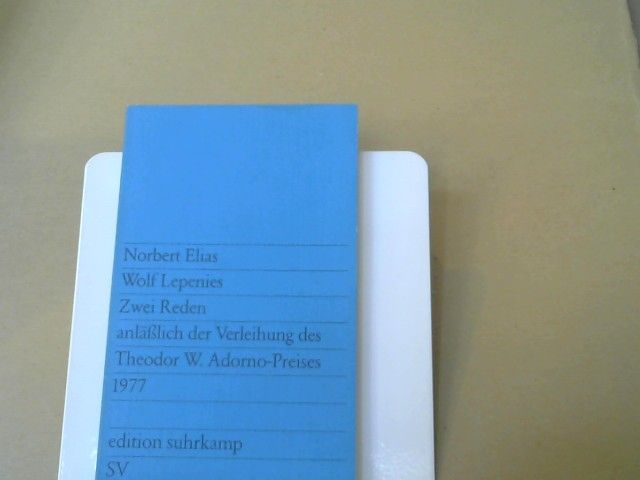 Norbert Elias
Wolf Lepenies
Zwei Reden
anläßlich der Verleihung des
Theodor W. Adorno-Preises
1977
edition suhrkamp
SV